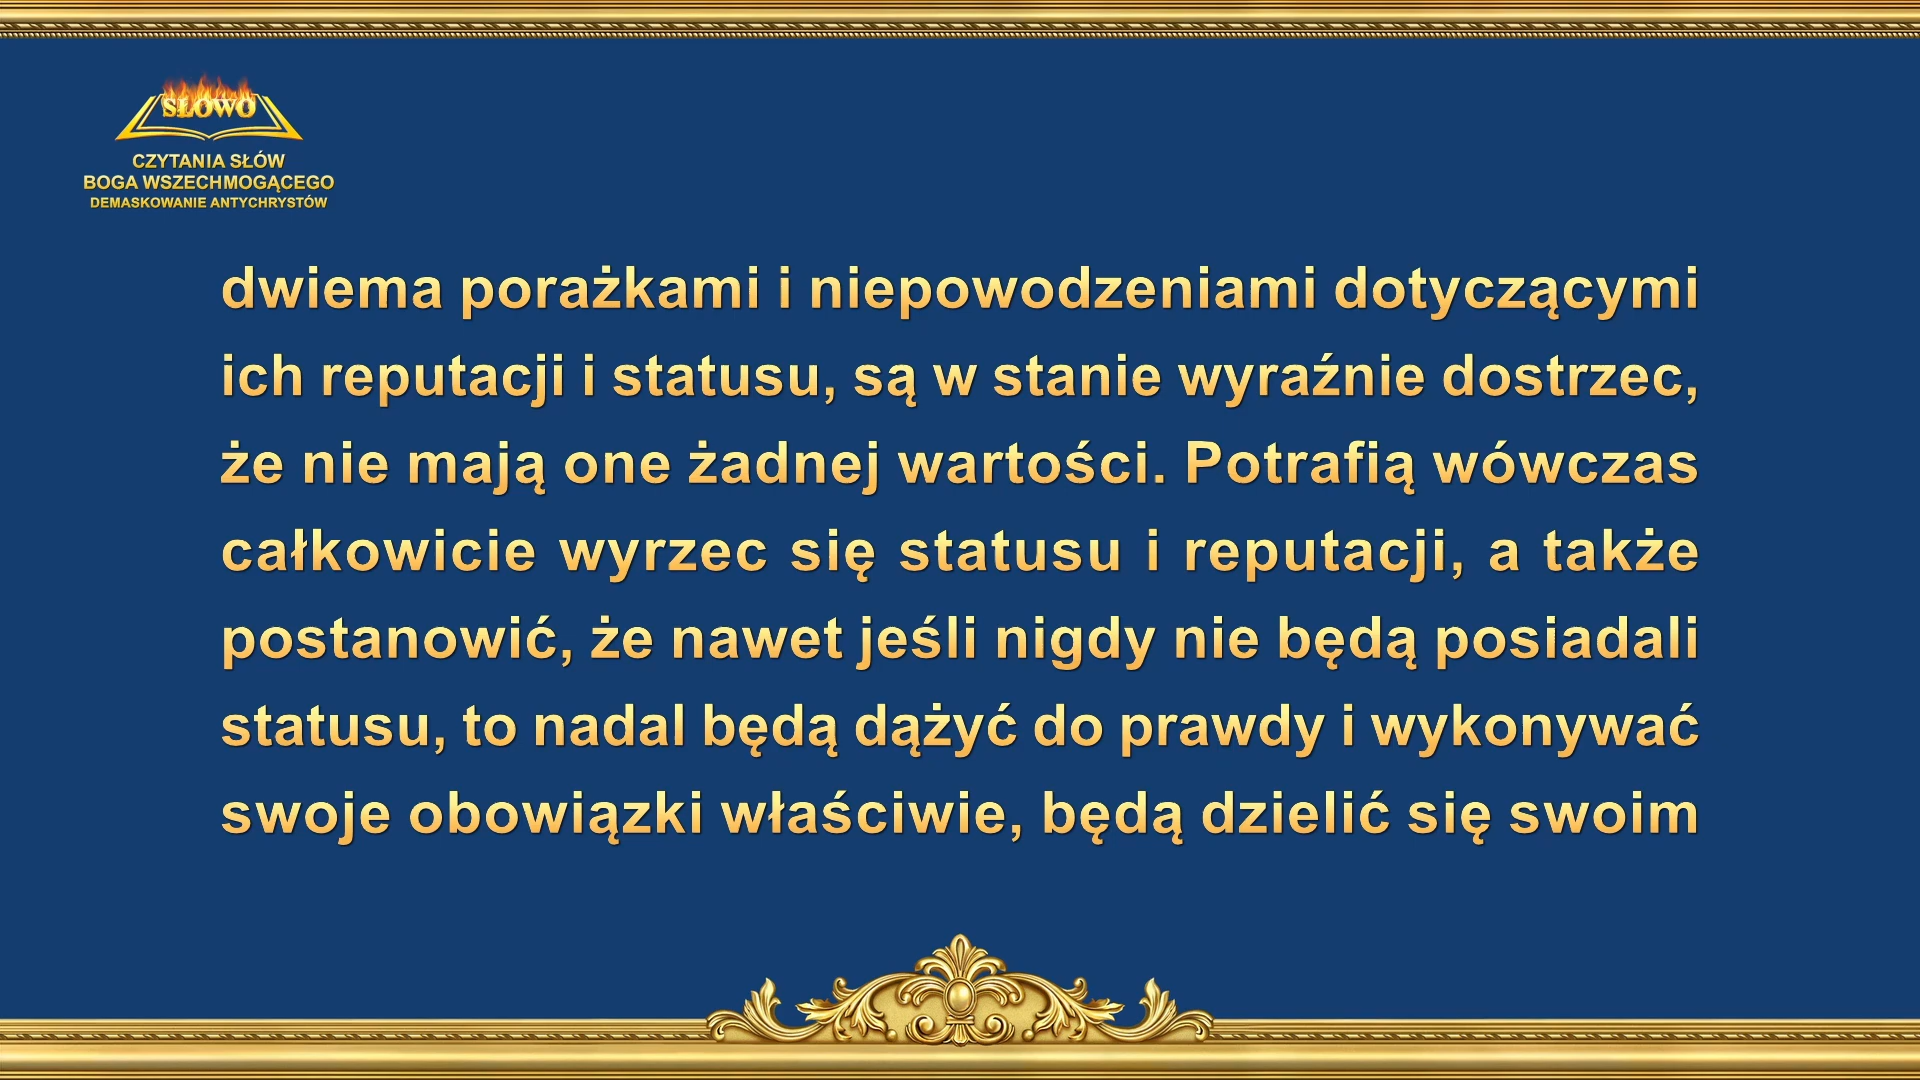 SŁOWO
CZYTANIA SŁÓW
BOGA WSZECHMOGĄCEGO
DEMASKOWANIE ANTYCHRYSTÓW
dwiema porażkami i niepowodzeniami dotyczącymi
ich reputacji i statusu, są w stanie wyraźnie dostrzec,
że nie mają one żadnej wartości. Potrafią wówczas
całkowicie wyrzec się statusu i reputacji, a także
postanowić, że nawet jeśli nigdy nie będą posiadali
statusu, to nadal będą dążyć do prawdy i wykonywać
swoje obowiązki właściwie, będą dzielić się swoim